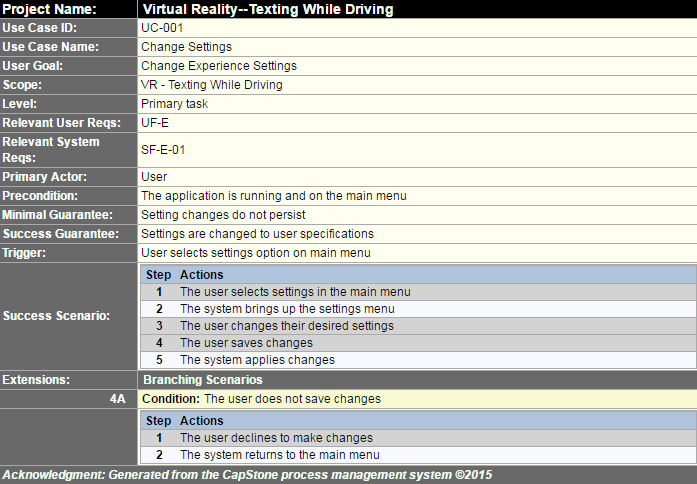 Project Name: Virtual Reality--Texting While Driving
Use Case ID: UC-001
Use Case Name: Change Settings
User Goal: Change Experience Settings
Scope: VR - Texting While Driving
Level: Primary task
Relevant User Reqs: UF-E
Relevant System
Reqs: SF-E-01
Primary Actor: User
Precondition: The application is running and on the main menu
Minimal Guarantee: Setting changes do not persist
Success Guarantee: Settings are changed to user specifications
Trigger: User selects settings option on main menu
Success Scenario:
Step Actions
1 The user selects settings in the main menu
2 The system brings up the settings menu
3 The user changes their desired settings
4 The user saves changes
5 The system applies changes
Extensions: Branching Scenarios
4A Condition: The user does not save changes
Step Actions
1 The user declines to make changes
2 The system returns to the main menu
Acknowledgment: Generated from the CapStone process management system ©2015